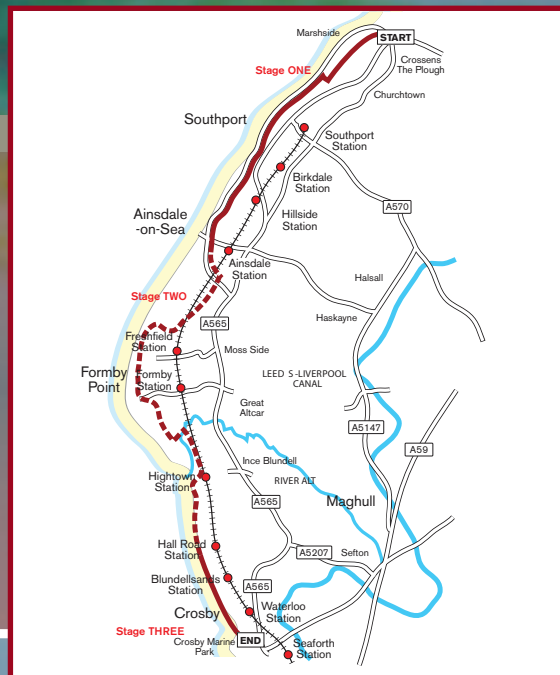 Marshside
START
Crossens
The Plough
Stage ONE
Churchtown
Southport
Southport
Station
Birkdale
Station
A570
Hillside
Station
Ainsdale
-on-Sea
Ainsdale
Station
Halsall
Stage TWO
Haskayne
A565
Freshfield
Station
Moss Side
Formby
Point
Formby
Station
LEED S-LIVERPOOL
CANAL
Great
Altcar
A5147
A59
Ince Blundell
Hightown
Station
RIVER ALT
A565
Maghull
Hall Road
Station
A5207
Sefton
Blundellsands
Station
A565
Crosby
Waterloo
Station
Stage THREE
Crosby Marine
Park
END
Seaforth
Station